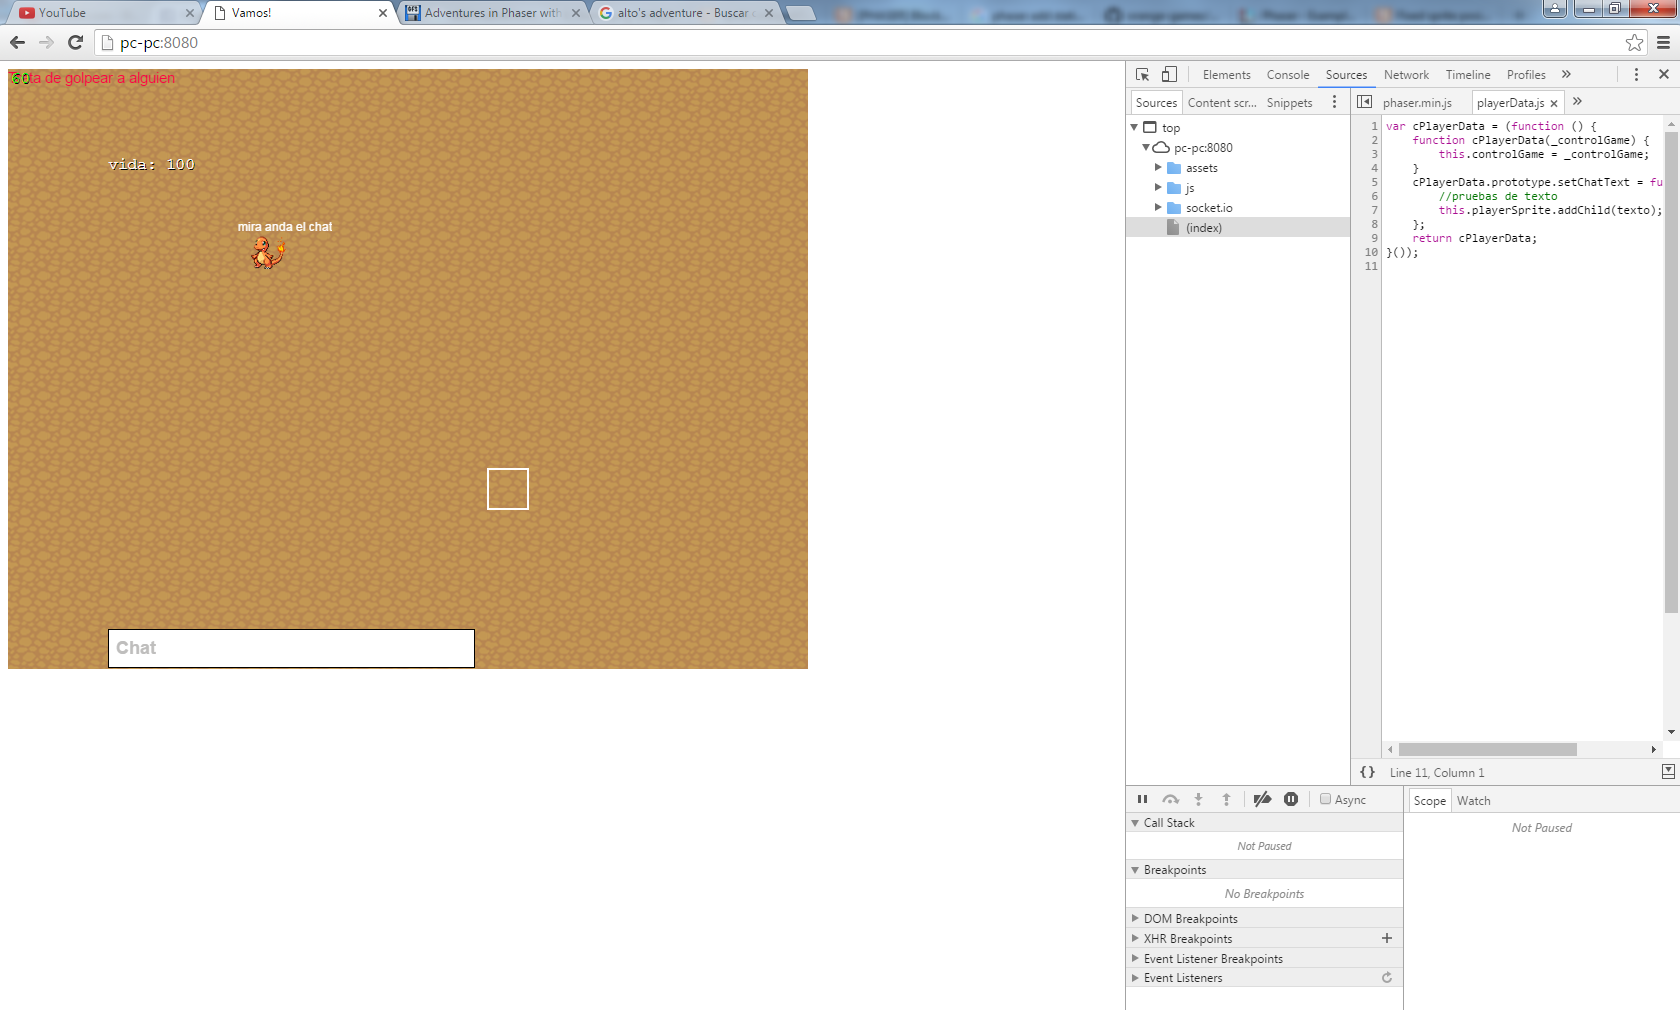 YouTube
Vamos!
Adventures in Phaser with
alto's adventure - Buscar
pc-pc:8080
60
ta de golpear a alguien
vida: 100
mira anda el chat
Chat
Elements Console Sources Network Timeline Profiles »
Sources Content scr... Snippets
phaser.min.js playerData.js × »
top
pc-pc:8080
assets
js
socket.io
(index)
1 var cPlayerData = (function () {
2 function cPlayerData(_controlGame) {
3 this.controlGame = _controlGame;
4 }
5 cPlayerData.prototype.setChatText = fu
6 //pruebas de texto
7 this.playerSprite.addChild(texto);
8 };
9 return cPlayerData;
10 }());
11
{} Line 11, Column 1
Async
Scope Watch
Call Stack
Not Paused
Not Paused
Breakpoints
No Breakpoints
DOM Breakpoints
XHR Breakpoints
Event Listener Breakpoints
Event Listeners